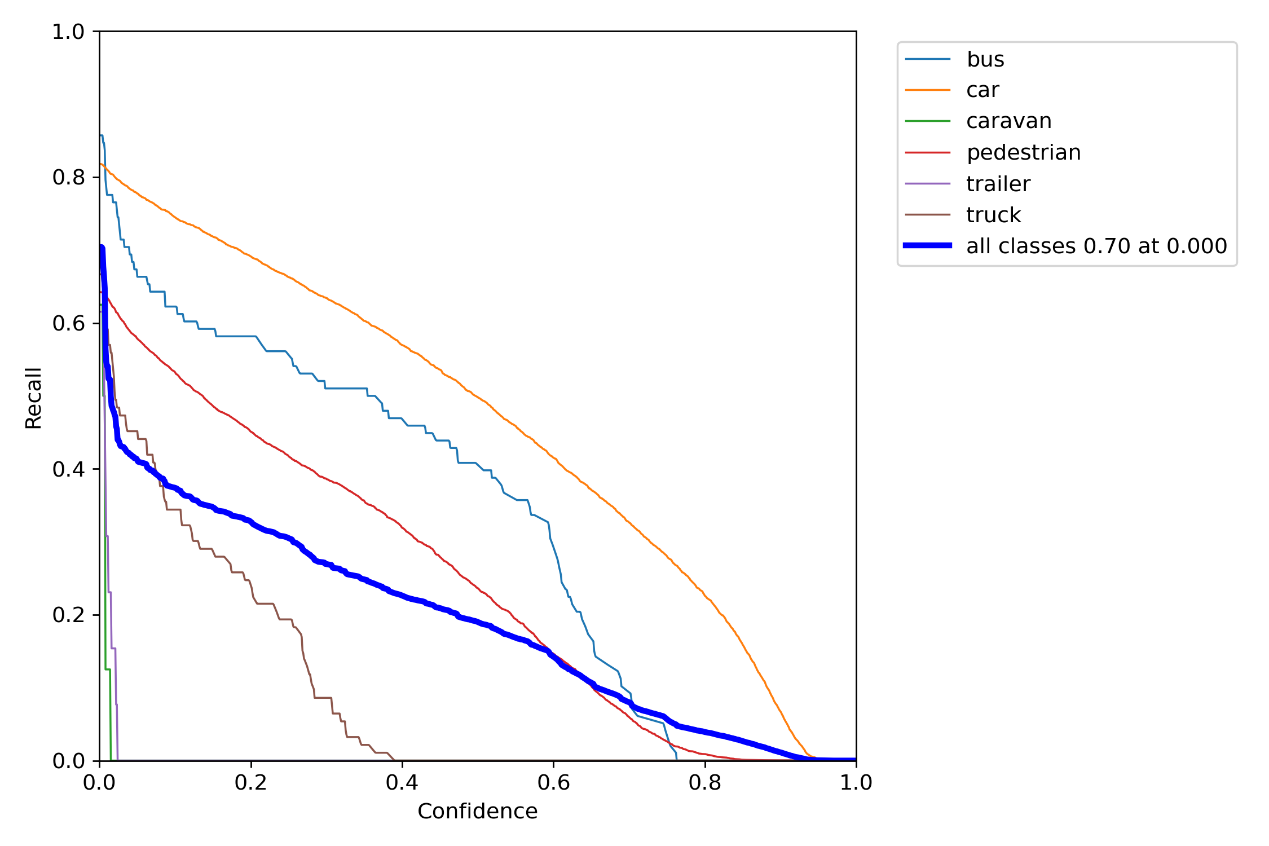 1.0
0.8
0.6
0.4
0.2
0.0
Recall
0.0 0.2 0.4 0.6 0.8 1.0
Confidence
bus
car
caravan
pedestrian
trailer
truck
all classes 0.70 at 0.000